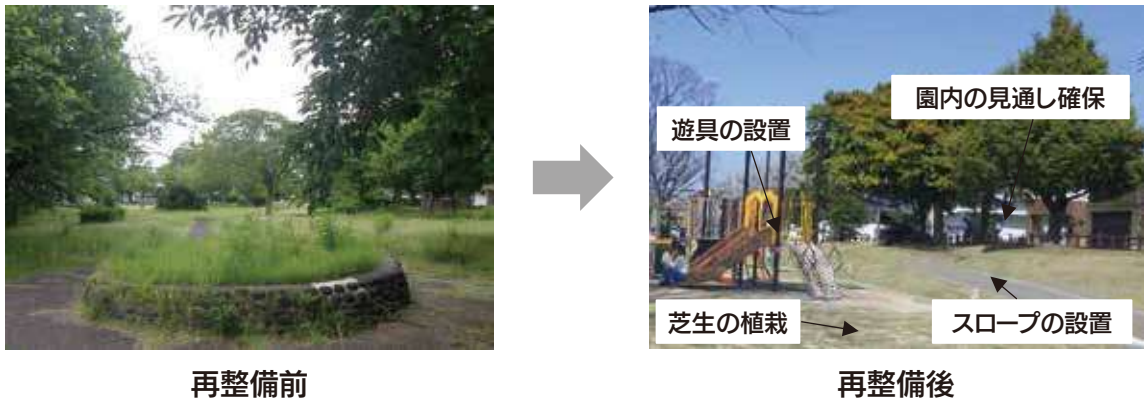 園内の見通し確保
遊具の設置
芝生の植栽
スロープの設置
再整備前
再整備後